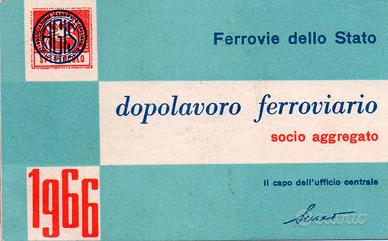 Ferrovie dello Stato
dopolavoro ferroviario
socio aggregato
1966
il capo dell'ufficio centrale